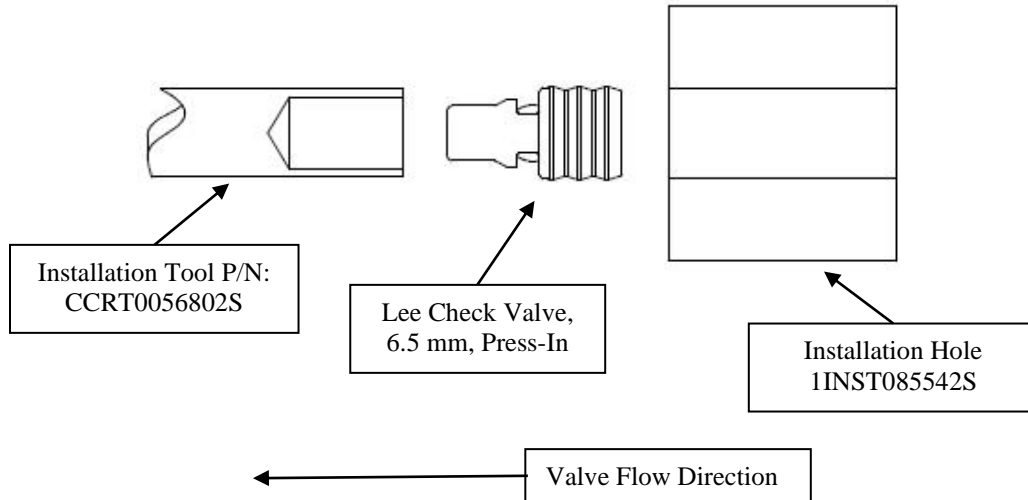 Installation Tool P/N:
CCRT0056802S
Lee Check Valve,
6.5 mm, Press-In
Installation Hole
1INST085542S
Valve Flow Direction